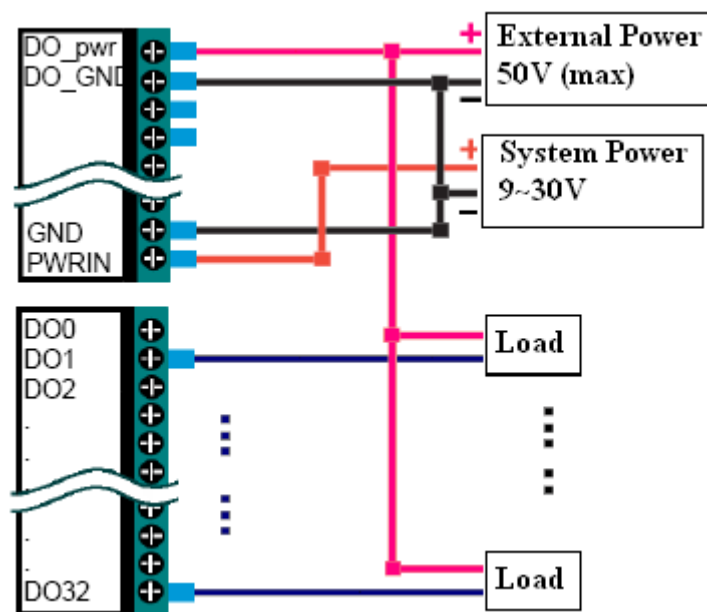 DO_pwr
DO_GND
GND
PWRIN
+ External Power
50V (max)
−
+ System Power
9~30V
−
DO0
DO1
DO2
.
.
.
.
DO32
Load
Load